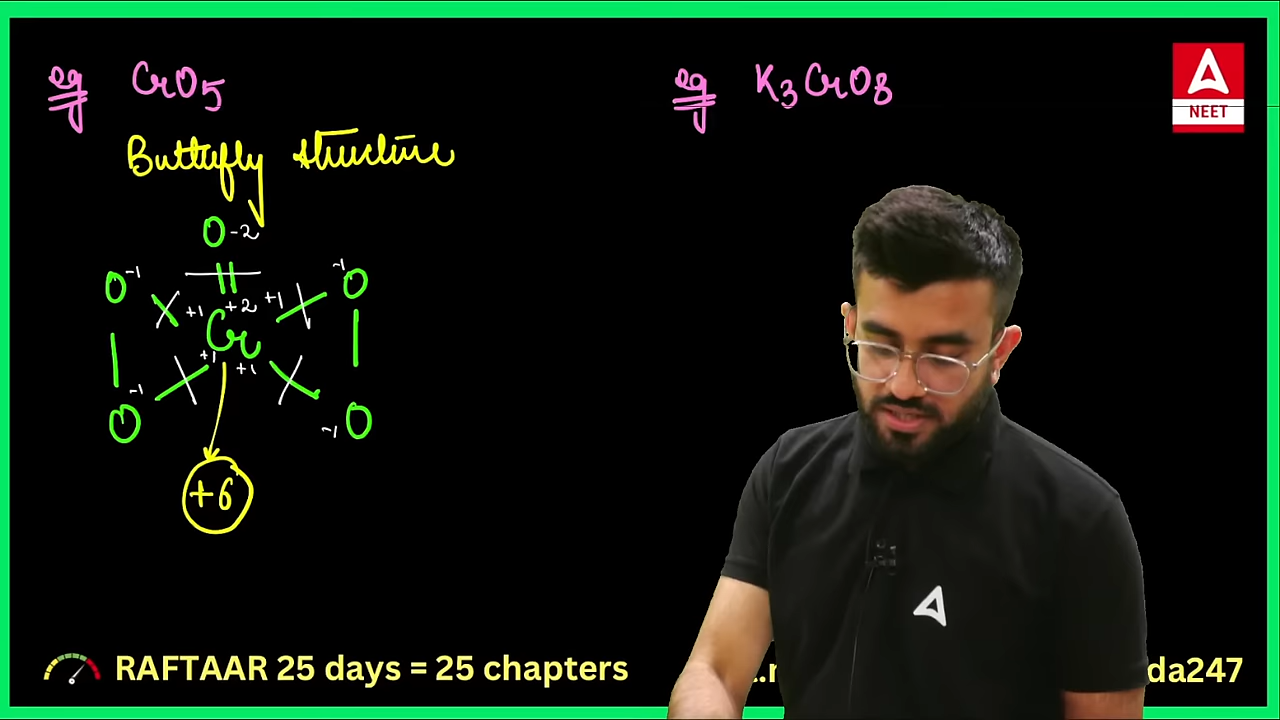 eg CrO5
Butterfly structure
O -2
O -1
-1 O
+1 +2 +1
Cr
+1 +1
-1
O
-1 O
+6
eg K3CrO8
NEET
RAFTAAR 25 days = 25 chapters
da247